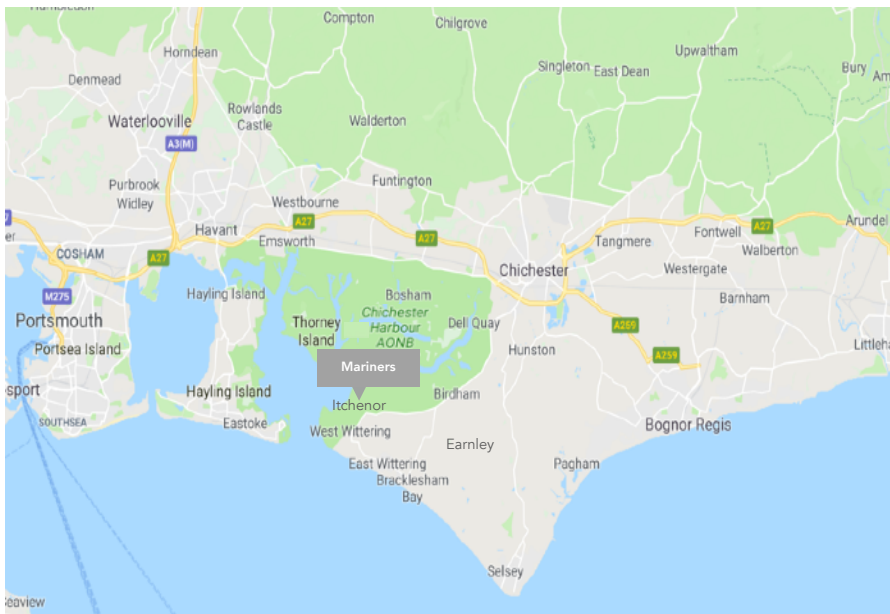 Compton
Chilgrove
Horndean
Upwaltham
Singleton
East Dean
Bury
Denmead
Rowlands
Castle
Waterlooville
Walderton
A3(M)
Purbrook
Widley
Funtington
Westbourne
A27
Havant
Emsworth
A27
A27
Arundel
Fontwell
Tangmere
Walberton
COSHAM
A27
Chichester
Westergate
Hayling Island
Bosham
Barnham
M275
Chichester
Harbour
AONB
Portsmouth
Thorney
Island
Dell Quay
A259
Portsea Island
Hunston
A259
Mariners
Hayling Island
Birdham
Itchenor
SOUTHSEA
Eastoke
West Wittering
Bognor Regis
Earnley
East Wittering
Pagham
Bracklesham
Bay
Selsey